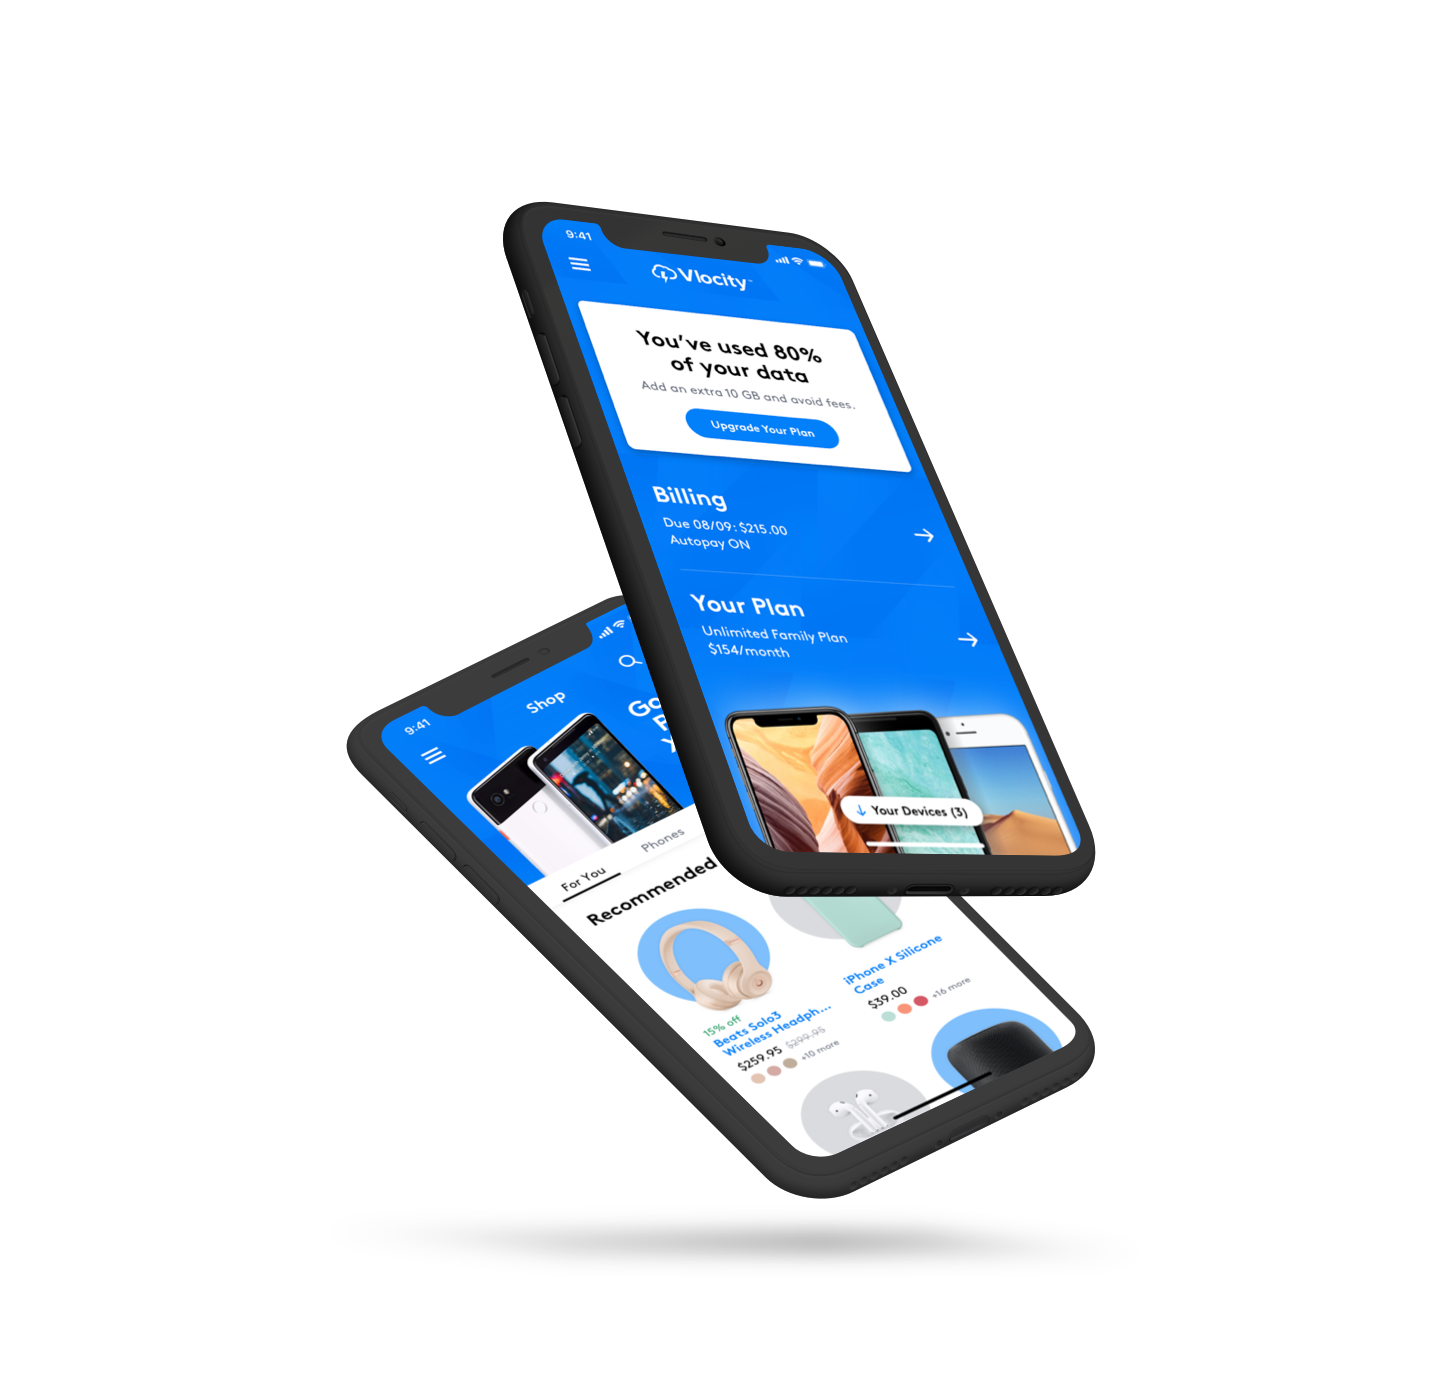 9:41
Vlocity
You've used 80%
of your data
Add an extra 10 GB and avoid fees.
Upgrade Your Plan
Billing
Due 08/09: $215.00
Autopay ON
Your Plan
Unlimited Family Plan
$154/month
Your Devices (3)
9:41
Shop
For You
Phones
Recommended
15% off
Beats Solo3
Wireless Headph...
$259.95 $299.95
+10 more
iPhone X Silicone
Case
$39.00
+16 more